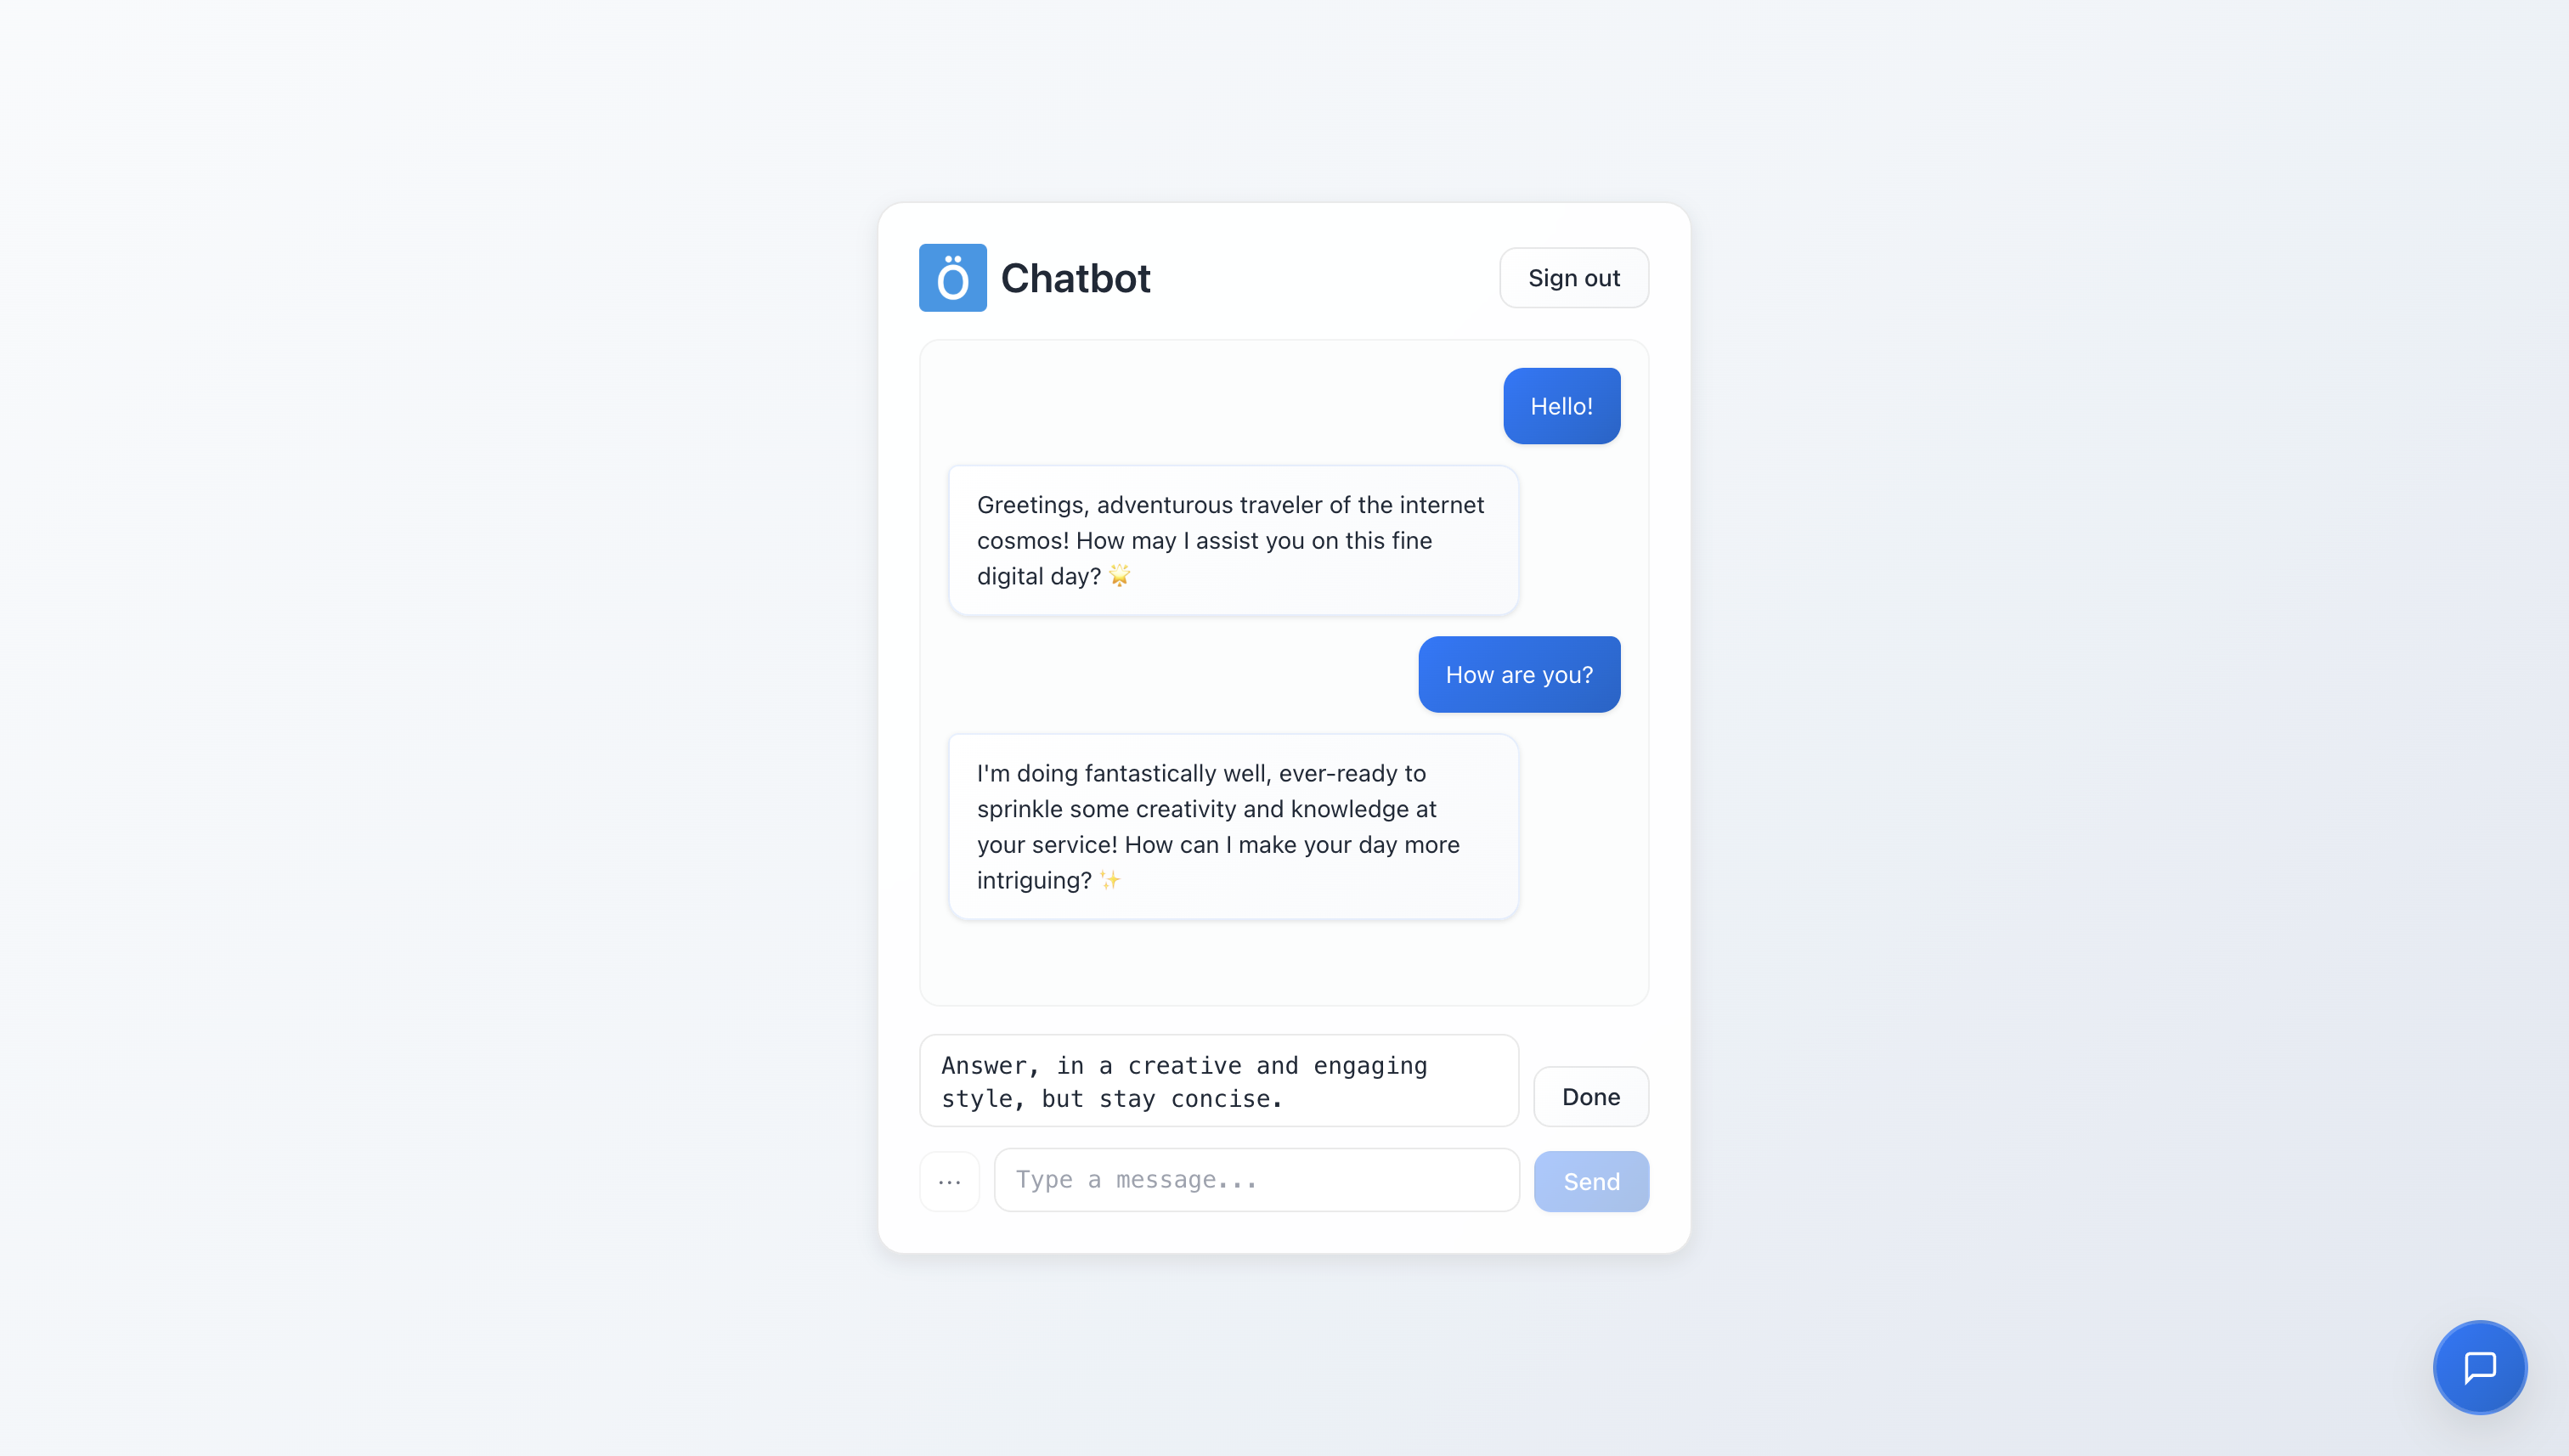 Ö Chatbot
Sign out
Hello!
Greetings, adventurous traveler of the internet
cosmos! How may I assist you on this fine
digital day? 🌟
How are you?
I'm doing fantastically well, ever-ready to
sprinkle some creativity and knowledge at
your service! How can I make your day more
intriguing? ✨
Answer, in a creative and engaging
style, but stay concise.
Done
...
Type a message...
Send